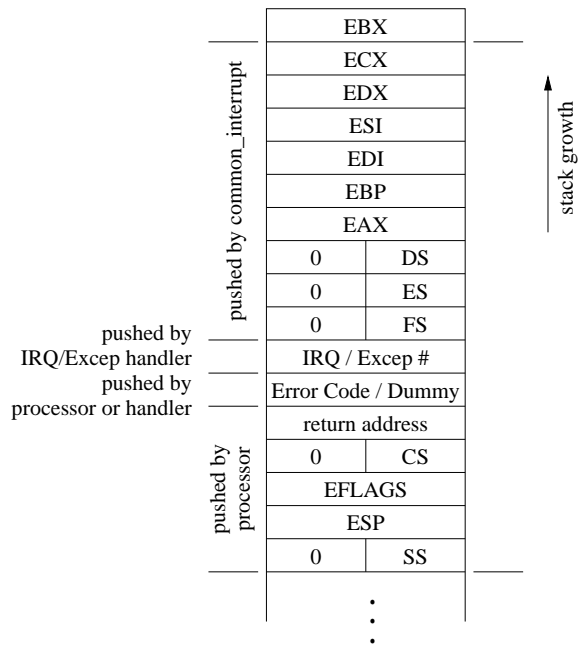 EBX
ECX
EDX
ESI
EDI
EBP
EAX
0 DS
0 ES
0 FS
IRQ / Excep #
Error Code / Dummy
return address
0 CS
EFLAGS
ESP
0 SS
pushed by common_interrupt
pushed by
IRQ/Excep handler
pushed by
processor or handler
pushed by
processor
stack growth